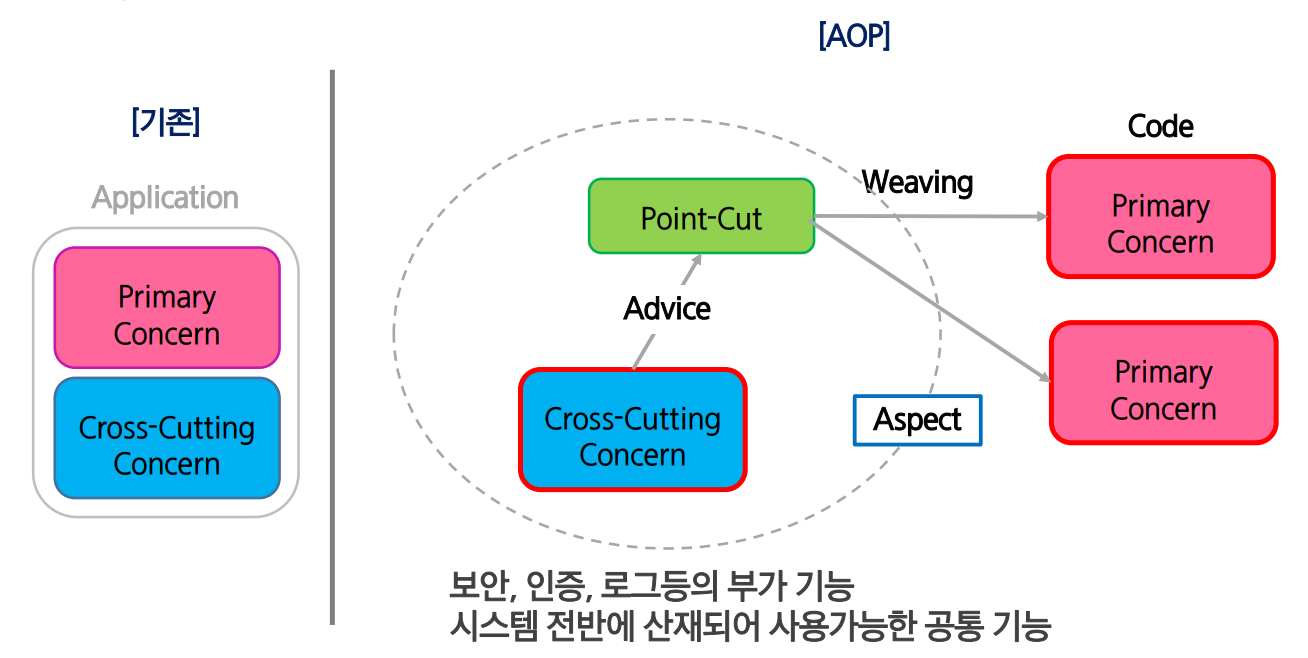 [AOP]
[기존]
Application
Primary
Concern
Cross-Cutting
Concern
Code
Point-Cut
Weaving
Primary
Concern
Advice
Cross-Cutting
Concern
Aspect
Primary
Concern
보안, 인증, 로그등의 부가 기능
시스템 전반에 산재되어 사용가능한 공통 기능